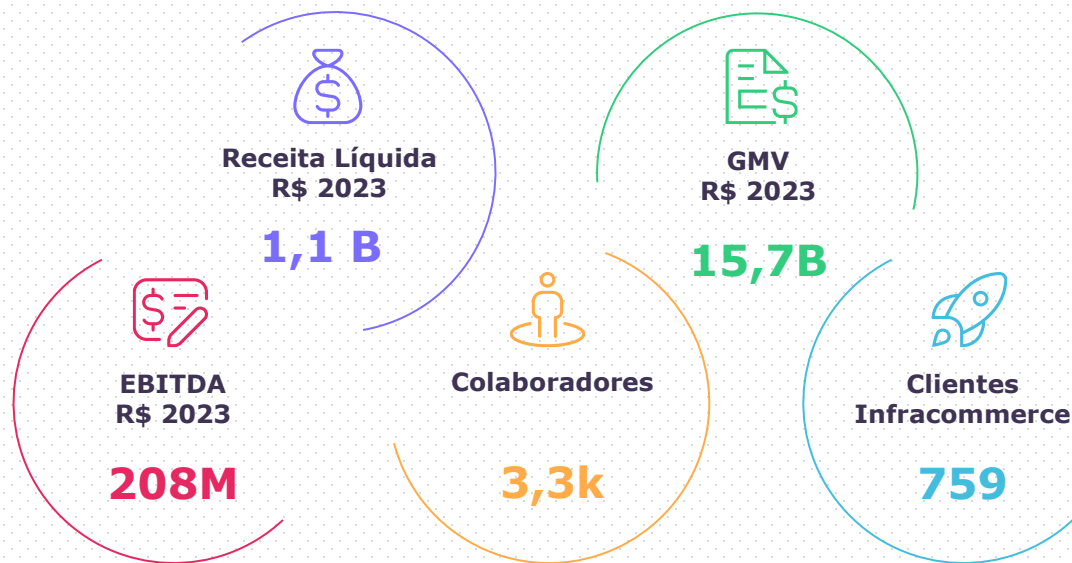 Receita Líquida
R$ 2023
1,1 B
GMV
R$ 2023
15,7B
EBITDA
R$ 2023
208M
Colaboradores
3,3k
Clientes
Infracommerce
759